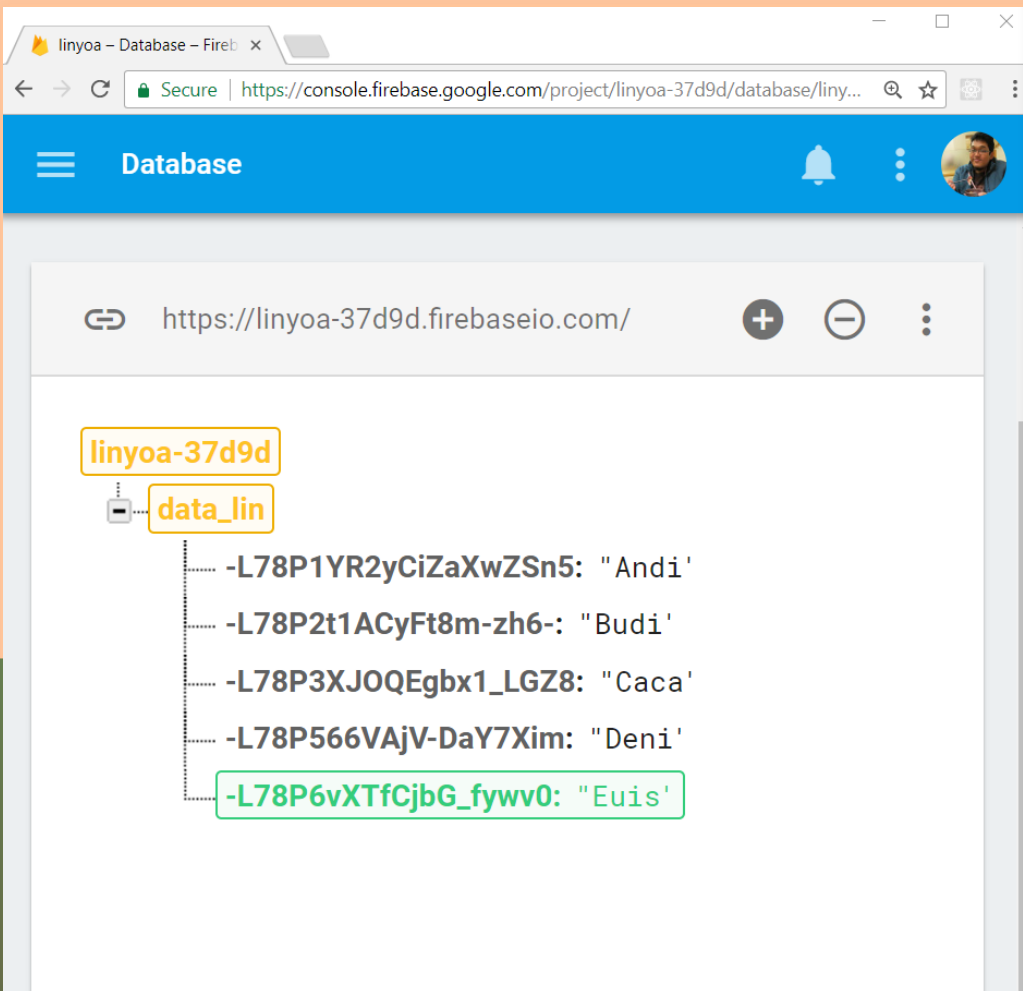 linyoa – Database – Fireb
Secure | https://console.firebase.google.com/project/linyoa-37d9d/database/liny...
Database
https://linyoa-37d9d.firebaseio.com/
linyoa-37d9d
data_lin
-L78P1YR2yCiZaXwZSn5: "Andi'
-L78P2t1ACyFt8m-zh6-: "Budi'
-L78P3XJOQEgbx1_LGZ8: "Caca'
-L78P566VAjV-DaY7Xim: "Deni'
-L78P6vXTfCjbG_fywv0: "Euis'